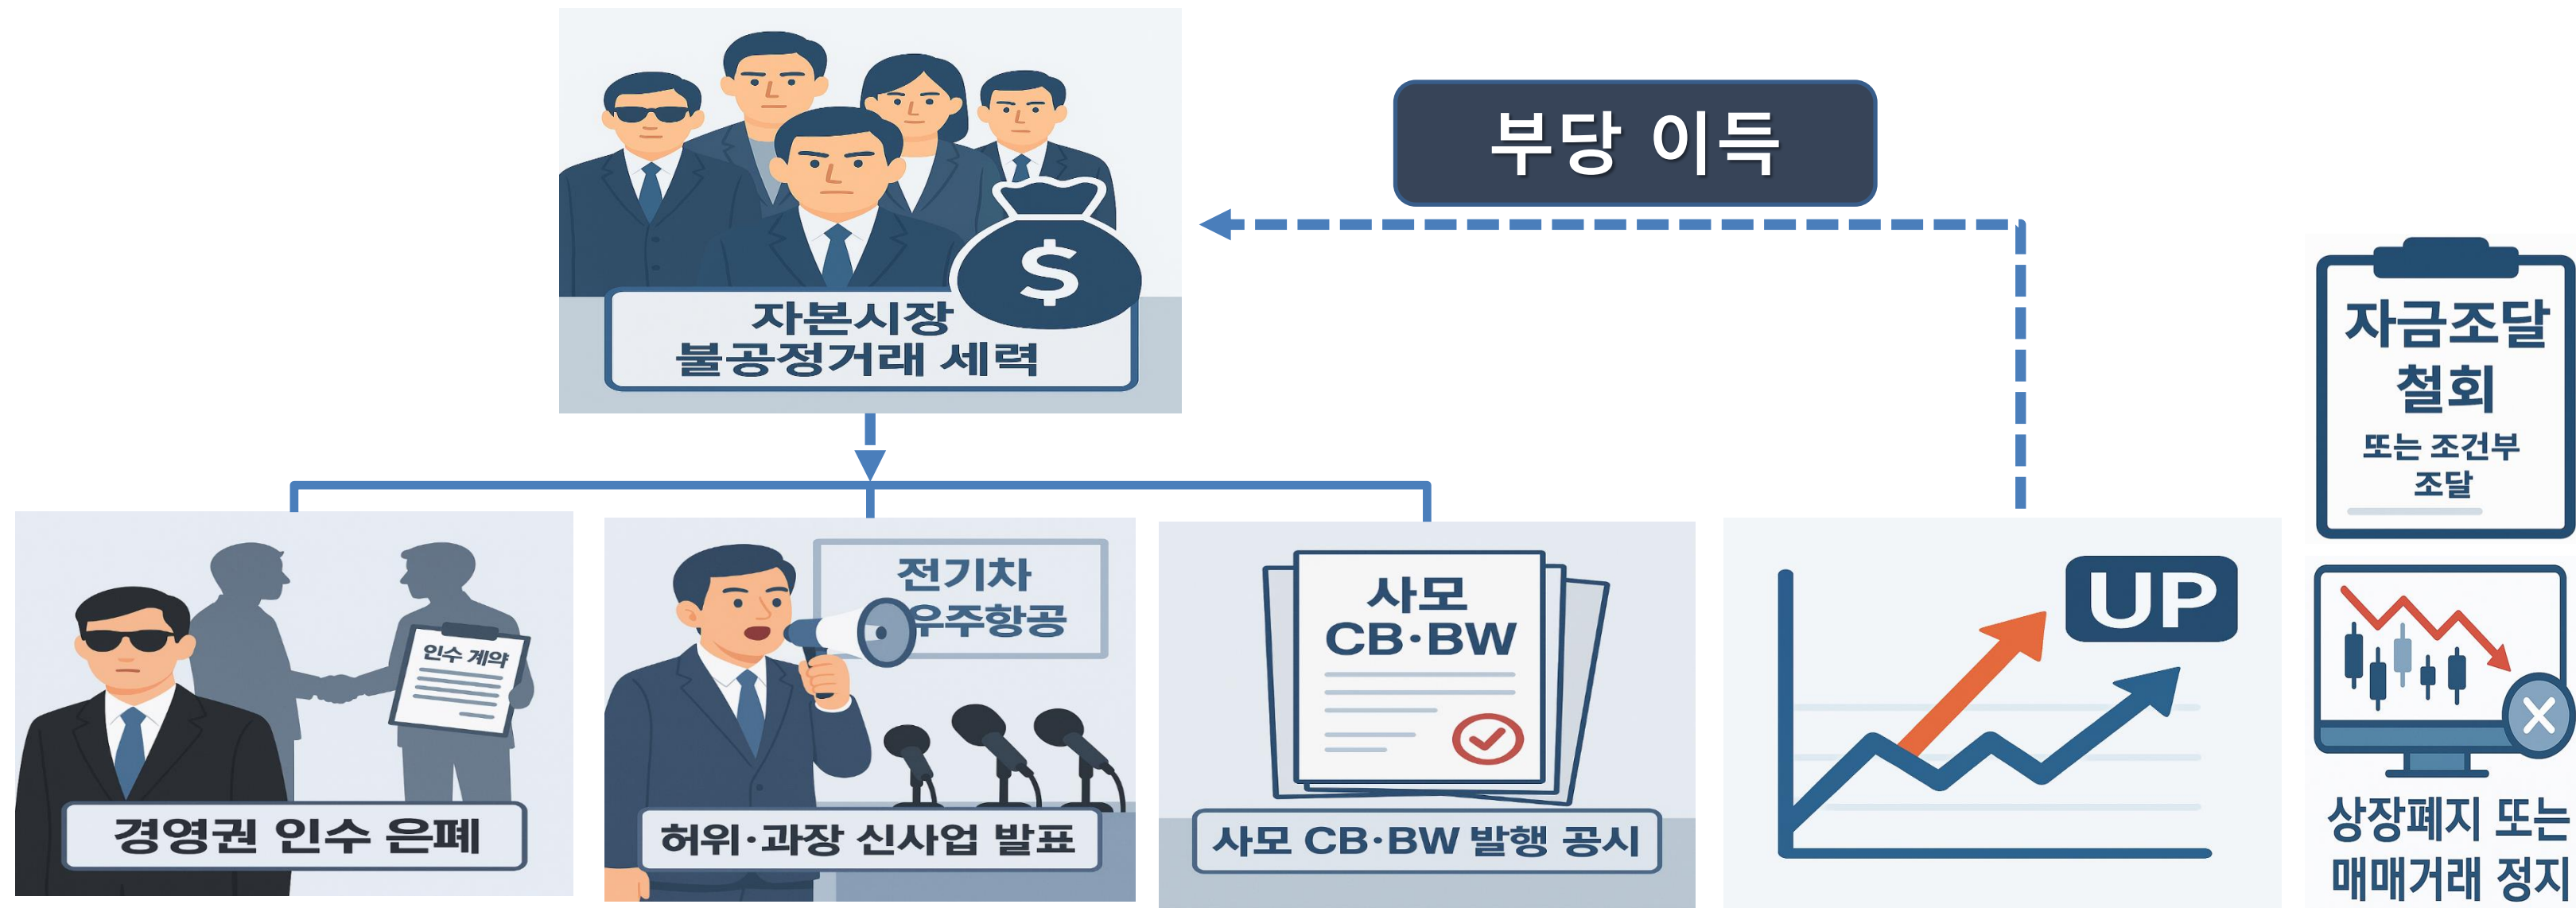 부당 이득
$
자본시장
불공정거래 세력
자금조달
철회
또는 조건부
조달
인수 계약
경영권 인수 은폐
전기차
우주항공
허위·과장 신사업 발표
사모
CB·BW
사모 CB·BW 발행 공시
UP
상장폐지 또는
매매거래 정지